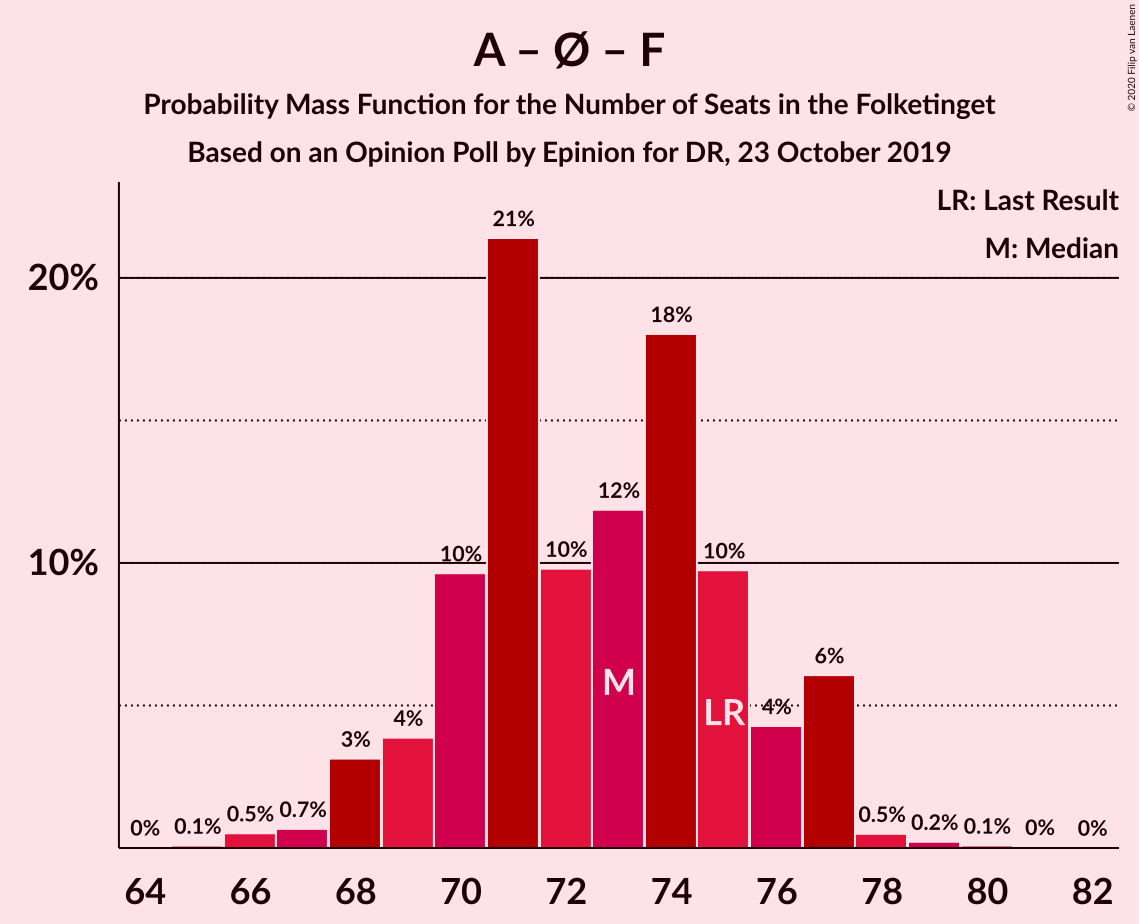 A – Ø – F
Probability Mass Function for the Number of Seats in the Folketinget
Based on an Opinion Poll by Epinion for DR, 23 October 2019
© 2020 Filip van Laenen
LR: Last Result
M: Median
20%
10%
0%
0.1%
0.5%
0.7%
3%
4%
10%
21%
10%
12%
18%
10%
4%
6%
0.5%
0.2%
0.1%
0%
0%
M
LR
64 66 68 70 72 74 76 78 80 82